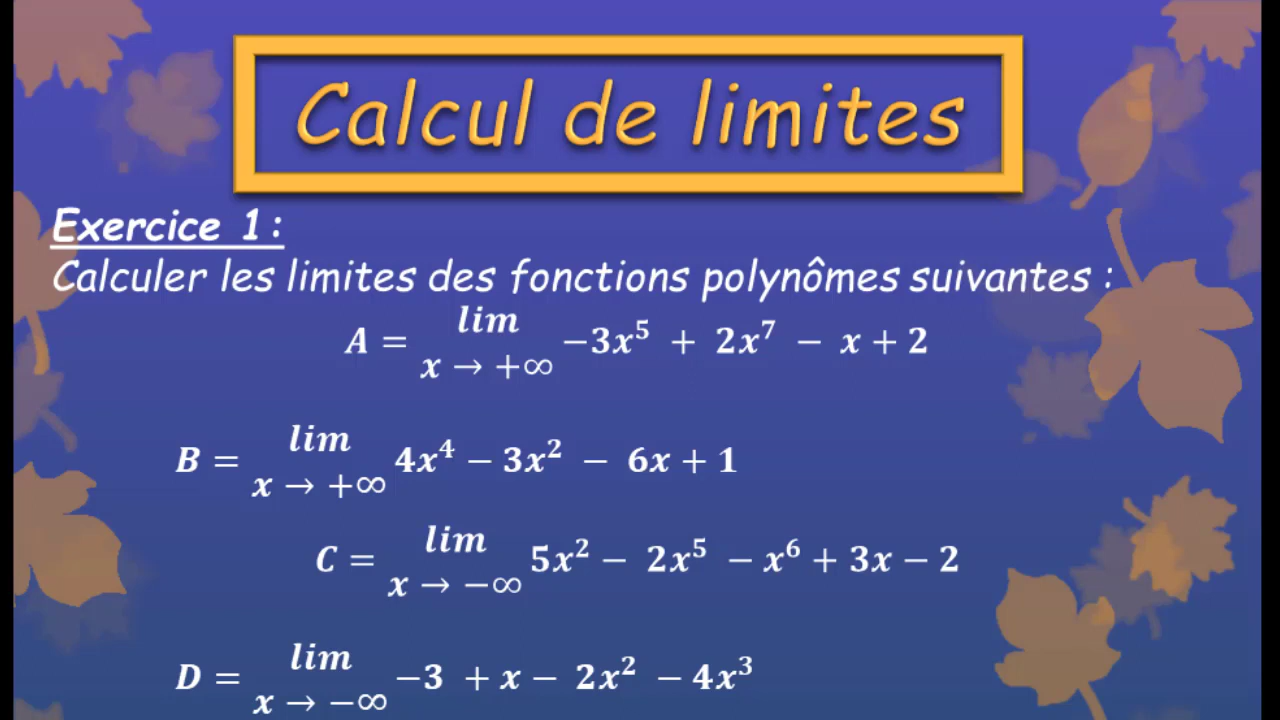 Calcul de limites
Exercice 1 :
Calculer les limites des fonctions polynômes suivantes :
A = lim x → +∞ −3x⁵ + 2x⁷ − x + 2
B = lim x → +∞ 4x⁴ − 3x² − 6x + 1
C = lim x → −∞ 5x² − 2x⁵ − x⁶ + 3x − 2
D = lim x → −∞ −3 + x − 2x² − 4x³